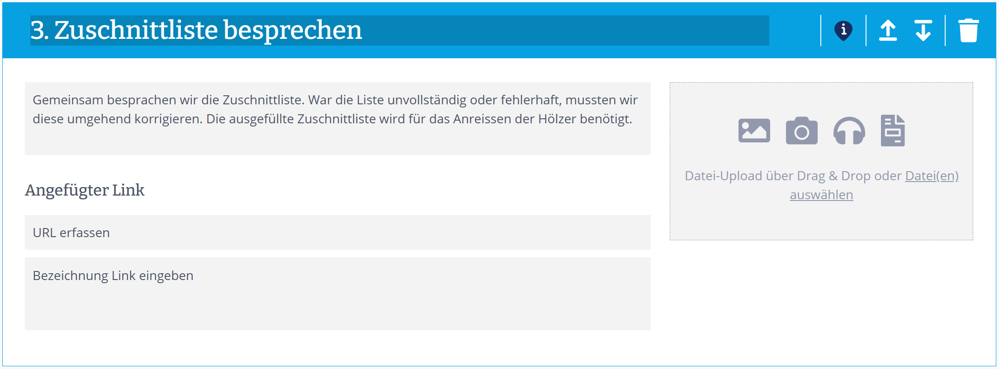 3. Zuschnittliste besprechen
Gemeinsam besprachen wir die Zuschnittliste. War die Liste unvollständig oder fehlerhaft, mussten wir
diese umgehend korrigieren. Die ausgefüllte Zuschnittliste wird für das Anreissen der Hölzer benötigt.
Angefügter Link
URL erfassen
Bezeichnung Link eingeben
Datei-Upload über Drag & Drop oder Datei(en)
auswählen